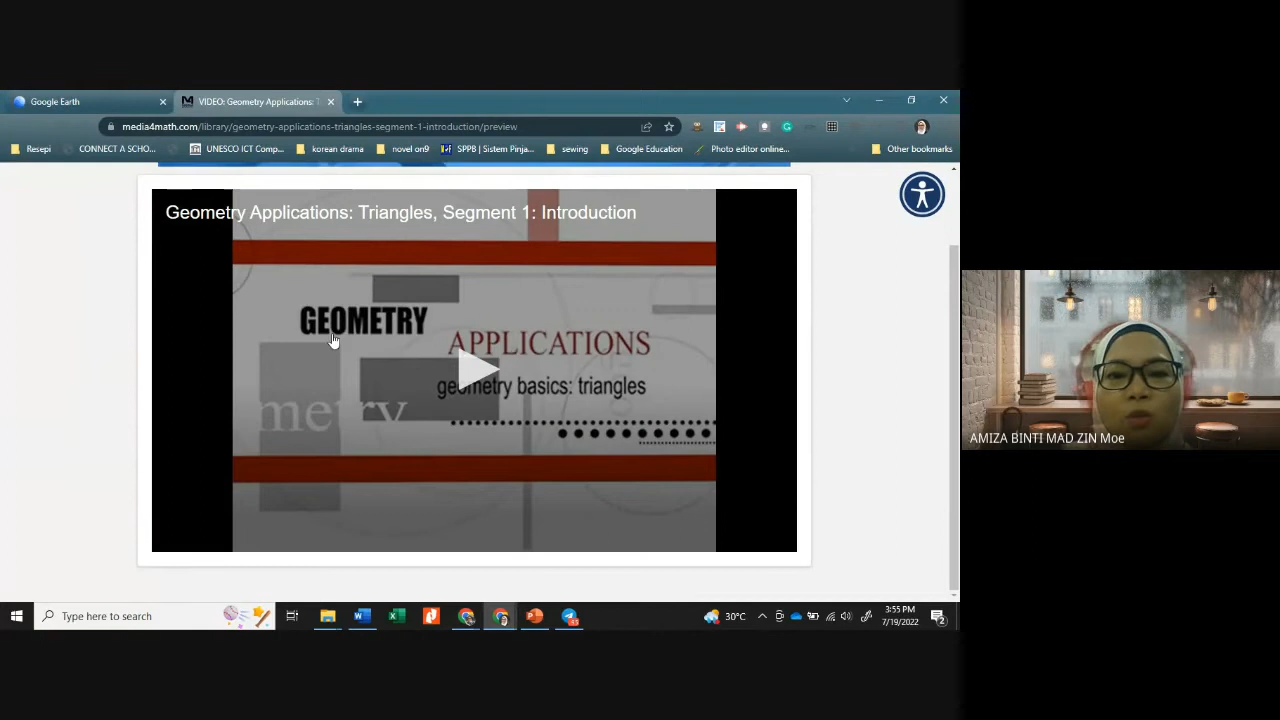 Google Earth
VIDEO: Geometry Applications: T
media4math.com/library/geometry-applications-triangles-segment-1-introduction/preview
Resepi
CONNECT A SCHO...
UNESCO ICT Comp...
korean drama
novel on9
SPPB | Sistem Pinja...
sewing
Google Education
Photo editor online...
Other bookmarks
Geometry Applications: Triangles, Segment 1: Introduction
GEOMETRY
APPLICATIONS
geometry basics: triangles
metry
AMIZA BINTI MAD ZIN Moe
Type here to search
30°C
3:55 PM
7/19/2022
2